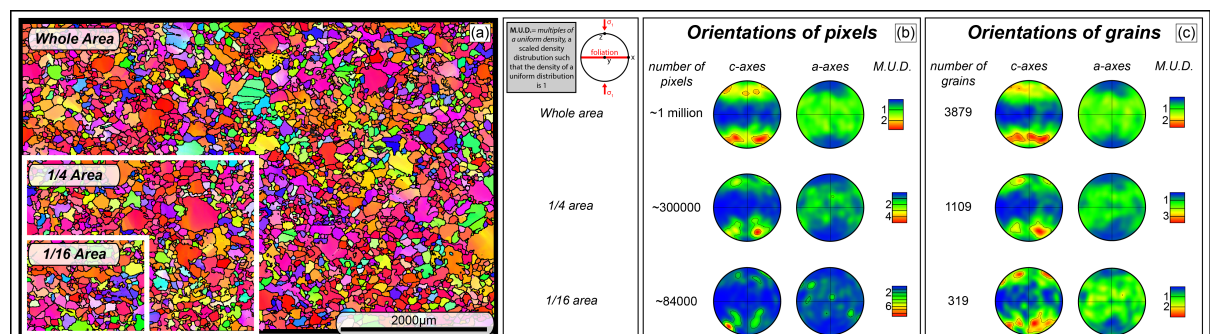 Whole Area
(a)
1/4 Area
1/16 Area
2000μm
M.U.D.= multiples of
a uniform density, a
scaled density
distrubution such
that the density of a
uniform distribution
is 1
σ₁
z
foliation
y
x
σ₁
Whole area
1/4 area
1/16 area
Orientations of pixels
(b)
number of
pixels
c-axes
a-axes
M.U.D.
~1 million
1
2
~300000
2
4
~84000
2
6
Orientations of grains
(c)
number of
grains
c-axes
a-axes
M.U.D.
3879
1
2
1109
1
3
319
1
2